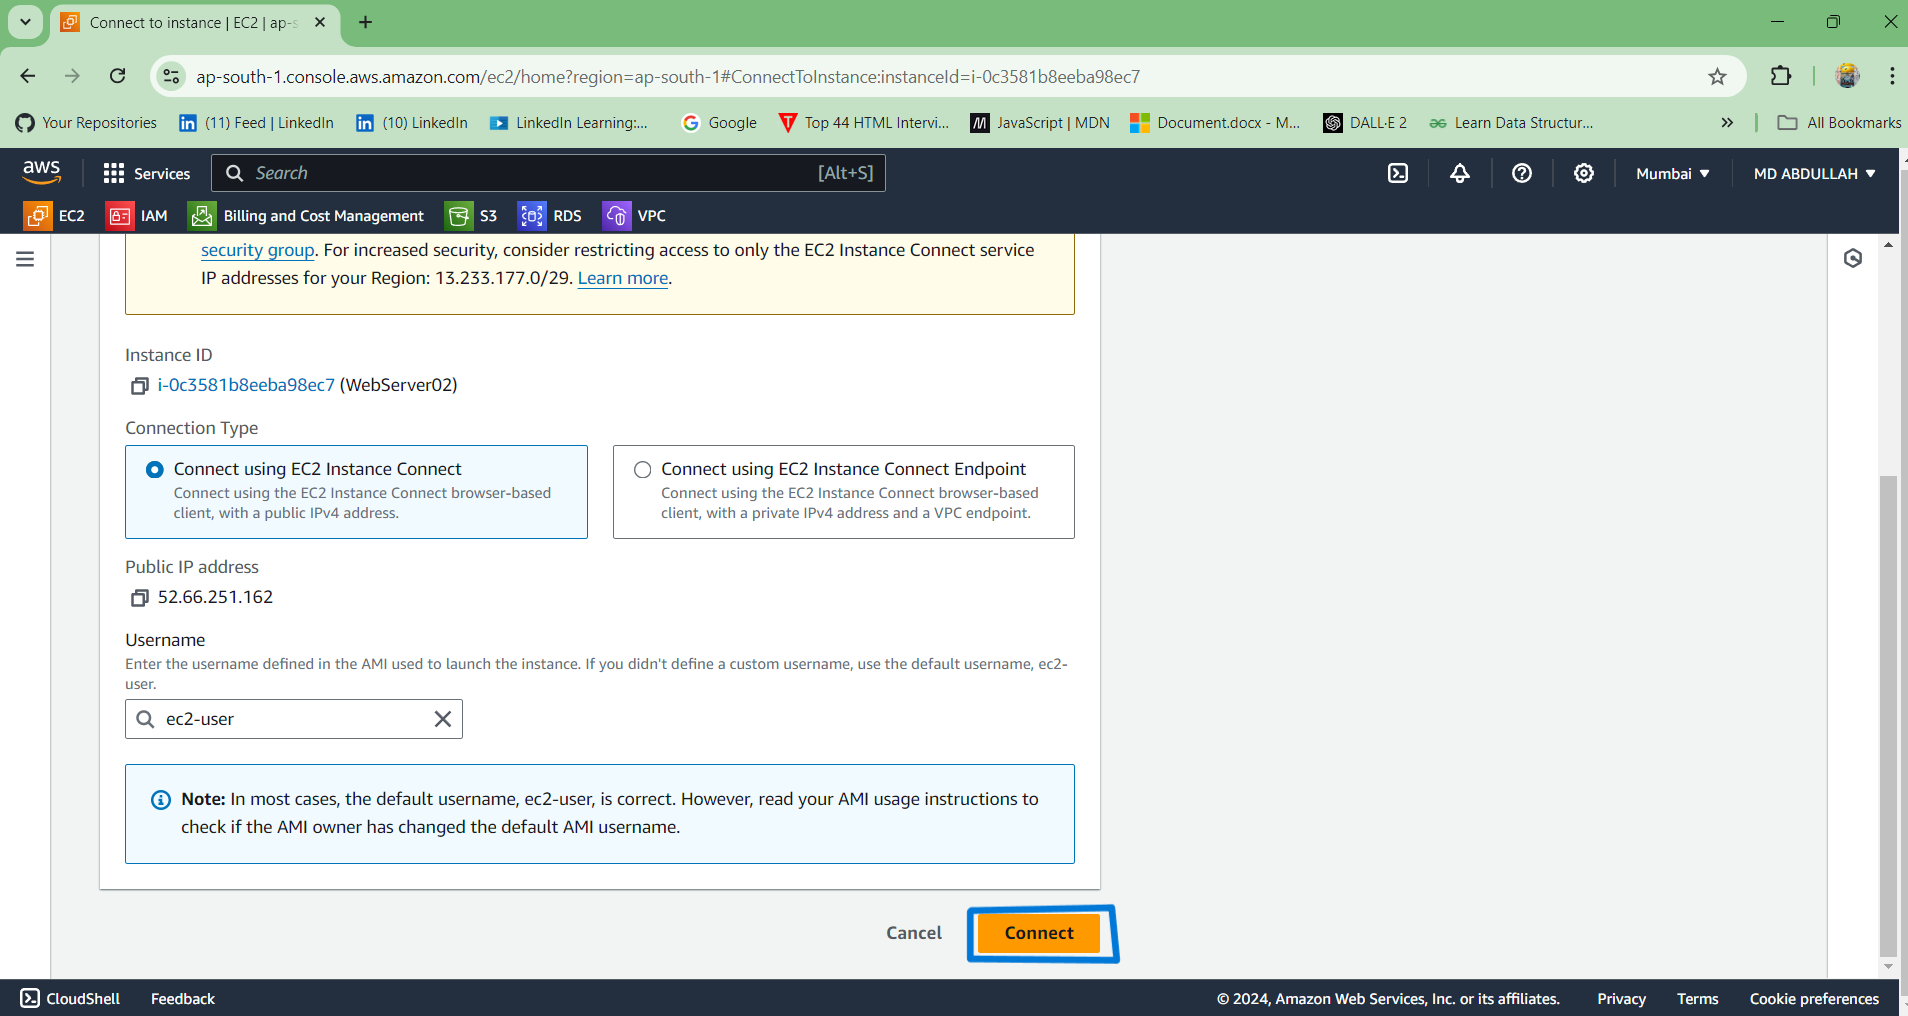 Connect to instance | EC2 | ap-s
ap-south-1.console.aws.amazon.com/ec2/home?region=ap-south-1#ConnectToInstance:instanceId=i-0c3581b8eeba98ec7
Your Repositories (11) Feed | LinkedIn (10) LinkedIn LinkedIn Learning:... Google Top 44 HTML Intervi... JavaScript | MDN Document.docx - M... DALL·E 2 Learn Data Structur... All Bookmarks
aws Services Search [Alt+S] Mumbai MD ABDULLAH
EC2 IAM Billing and Cost Management S3 RDS VPC
security group. For increased security, consider restricting access to only the EC2 Instance Connect service
IP addresses for your Region: 13.233.177.0/29. Learn more.
Instance ID
i-0c3581b8eeba98ec7 (WebServer02)
Connection Type
Connect using EC2 Instance Connect
Connect using the EC2 Instance Connect browser-based
client, with a public IPv4 address.
Connect using EC2 Instance Connect Endpoint
Connect using the EC2 Instance Connect browser-based
client, with a private IPv4 address and a VPC endpoint.
Public IP address
52.66.251.162
Username
Enter the username defined in the AMI used to launch the instance. If you didn't define a custom username, use the default username, ec2-
user.
ec2-user
Note: In most cases, the default username, ec2-user, is correct. However, read your AMI usage instructions to
check if the AMI owner has changed the default AMI username.
Cancel Connect
CloudShell Feedback © 2024, Amazon Web Services, Inc. or its affiliates. Privacy Terms Cookie preferences